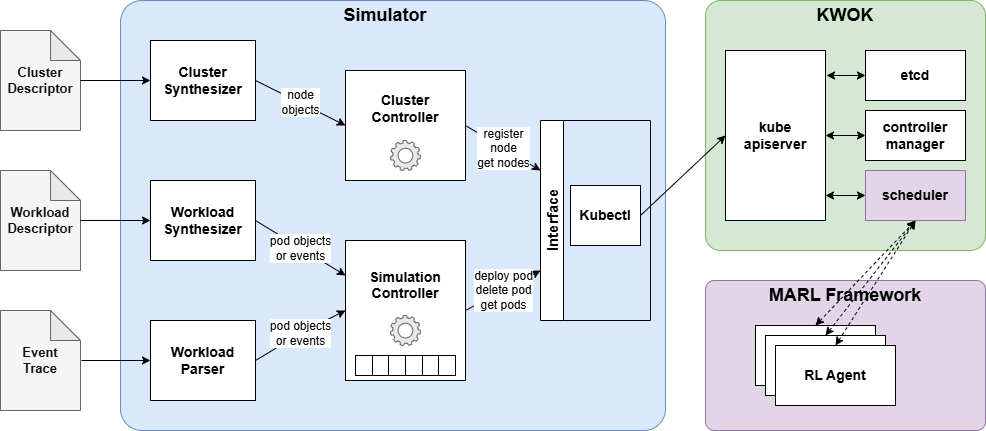 Simulator
KWOK
Cluster
Descriptor
Cluster
Synthesizer
node
objects
Cluster
Controller
register
node
get nodes
Workload
Descriptor
Workload
Synthesizer
pod objects
or events
Simulation
Controller
deploy pod
delete pod
get pods
Event
Trace
Workload
Parser
pod objects
or events
Interface
Kubectl
kube
apiserver
etcd
controller
manager
scheduler
MARL Framework
RL Agent